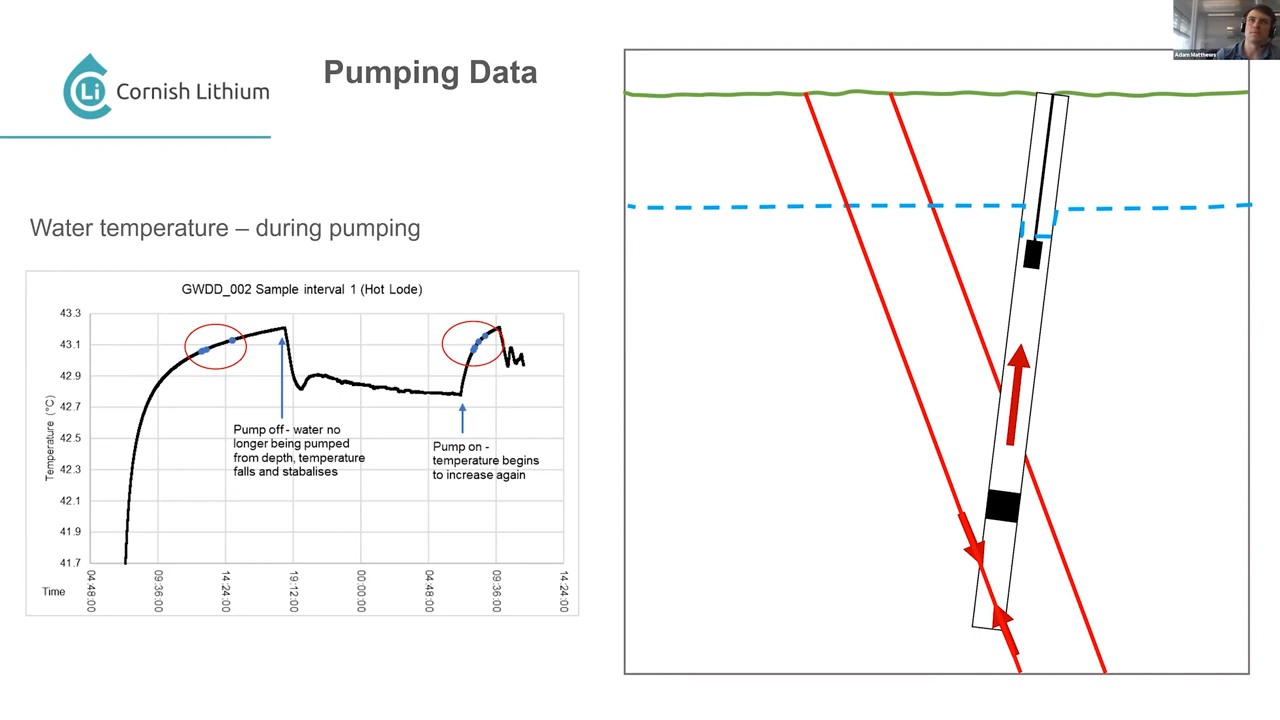 Adam Matthews
Li
Cornish Lithium
Pumping Data
Water temperature – during pumping
GWDD_002 Sample interval 1 (Hot Lode)
Temperature (°C)
43.3
43.1
42.9
42.7
42.5
42.3
42.1
41.9
41.7
Pump off - water no
longer being pumped
from depth, temperature
falls and stabalises
Pump on -
temperature begins
to increase again
Time
04:48:00
09:36:00
14:24:00
19:12:00
00:00:00
04:48:00
09:36:00
14:24:00